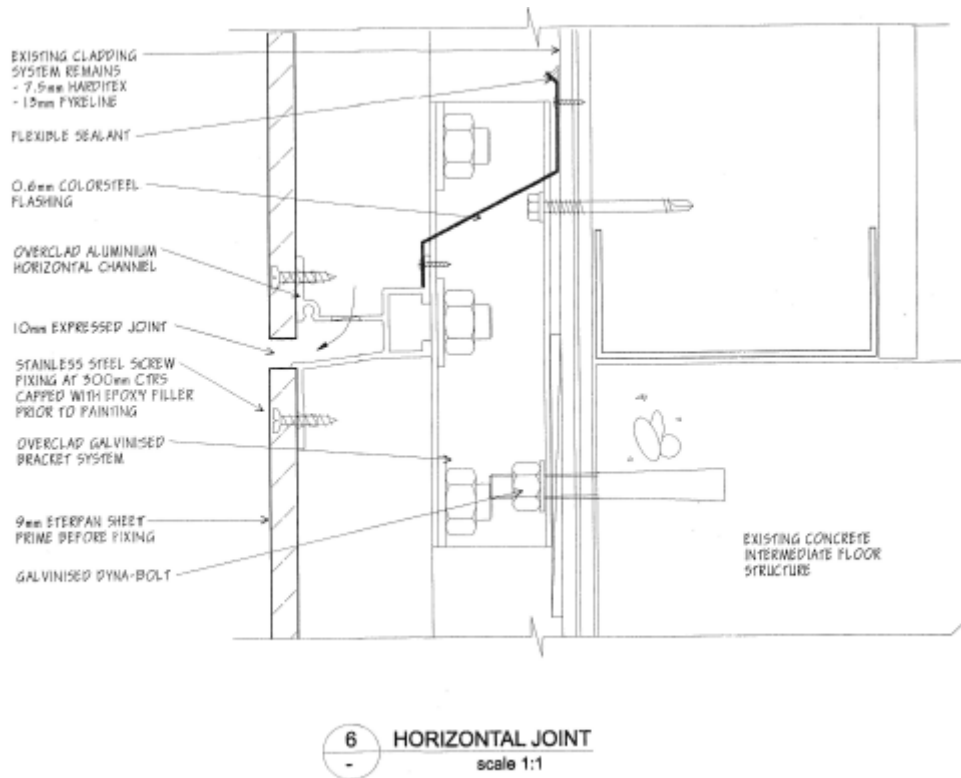 EXISTING CLADDING
SYSTEM REMAINS
- 7.5mm HARDITEX
- 13mm FYRELINE
FLEXIBLE SEALANT
0.6mm COLORSTEEL
FLASHING
OVERCLAD ALUMINIUM
HORIZONTAL CHANNEL
10mm EXPRESSED JOINT
STAINLESS STEEL SCREW
FIXING AT 300mm CTRS
CAPPED WITH EPOXY FILLER
PRIOR TO PAINTING
OVERCLAD GALVINISED
BRACKET SYSTEM
9mm ETERPAN SHEET
PRIME BEFORE FIXING
GALVINISED DYNA-BOLT
EXISTING CONCRETE
INTERMEDIATE FLOOR
STRUCTURE
6
-
HORIZONTAL JOINT
scale 1:1